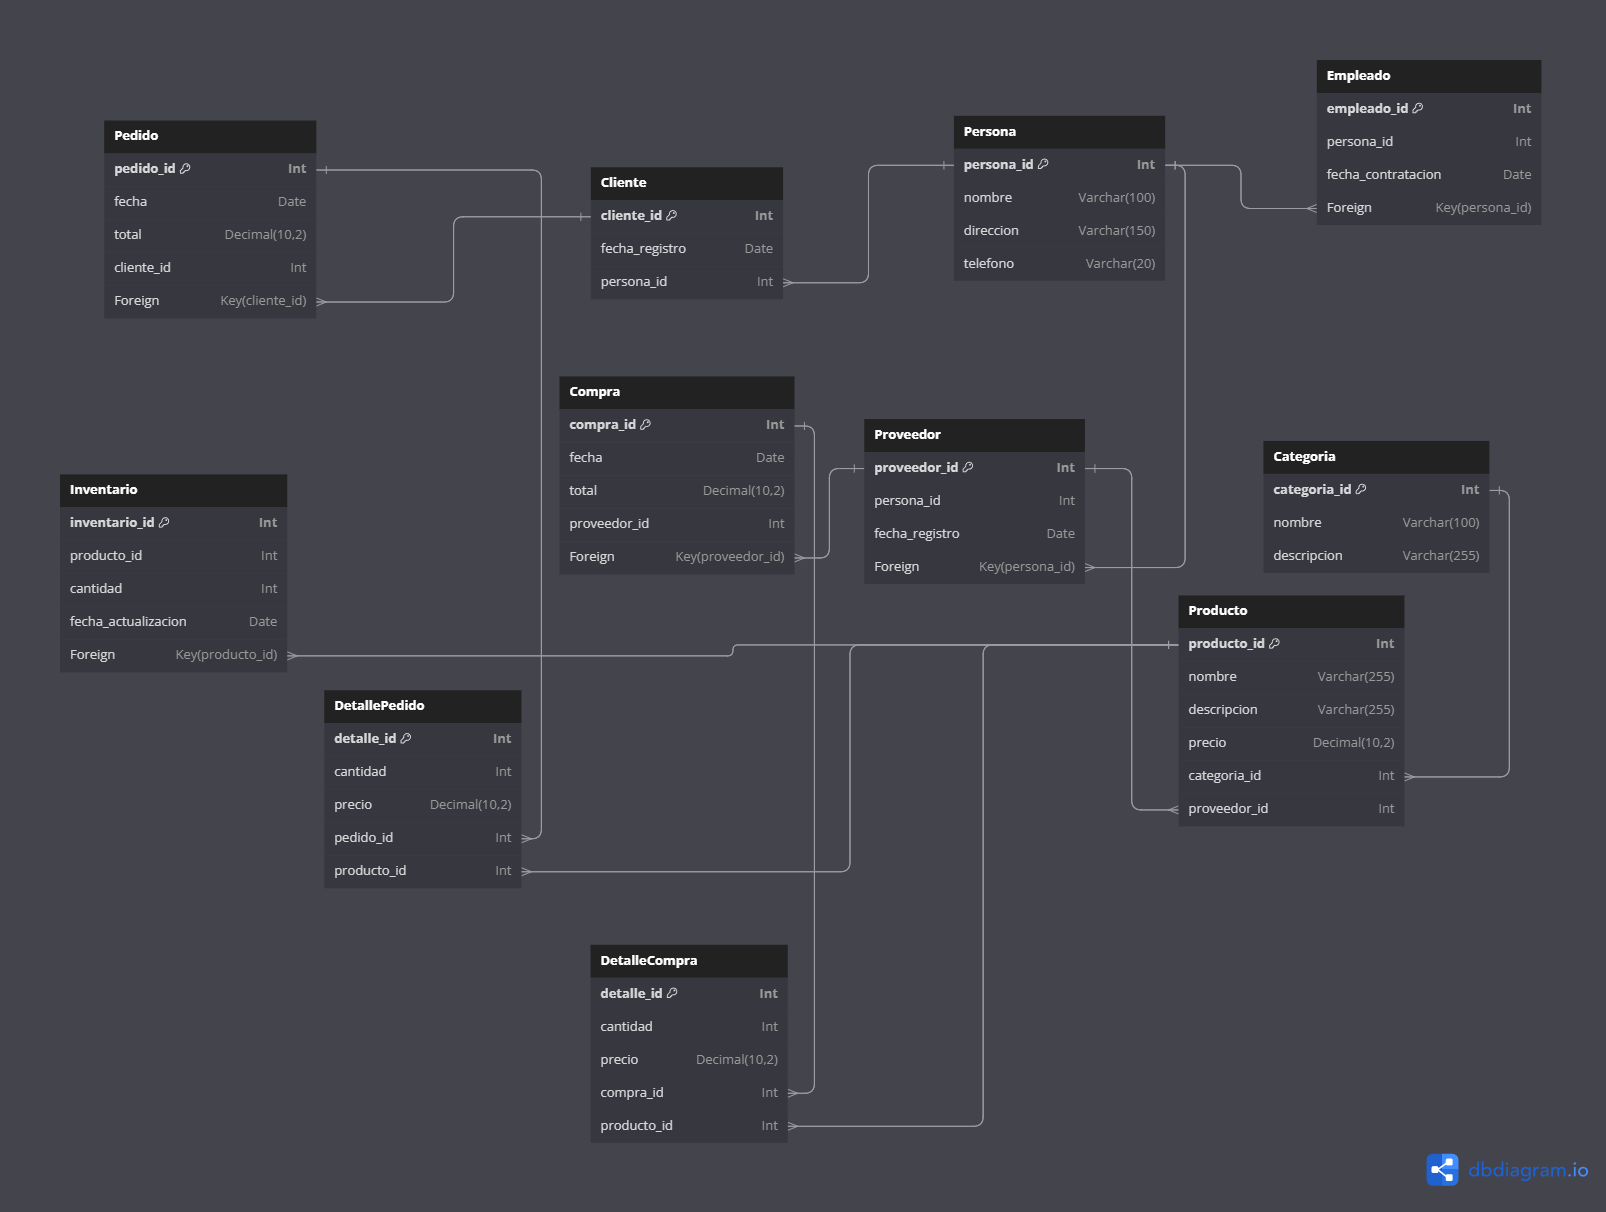 Pedido
pedido_id Int
fecha Date
total Decimal(10,2)
cliente_id Int
Foreign Key(cliente_id)
Cliente
cliente_id Int
fecha_registro Date
persona_id Int
Persona
persona_id Int
nombre Varchar(100)
direccion Varchar(150)
telefono Varchar(20)
Empleado
empleado_id Int
persona_id Int
fecha_contratacion Date
Foreign Key(persona_id)
Compra
compra_id Int
fecha Date
total Decimal(10,2)
proveedor_id Int
Foreign Key(proveedor_id)
Proveedor
proveedor_id Int
persona_id Int
fecha_registro Date
Foreign Key(persona_id)
Categoria
categoria_id Int
nombre Varchar(100)
descripcion Varchar(255)
Inventario
inventario_id Int
producto_id Int
cantidad Int
fecha_actualizacion Date
Foreign Key(producto_id)
Producto
producto_id Int
nombre Varchar(255)
descripcion Varchar(255)
precio Decimal(10,2)
categoria_id Int
proveedor_id Int
DetallePedido
detalle_id Int
cantidad Int
precio Decimal(10,2)
pedido_id Int
producto_id Int
DetalleCompra
detalle_id Int
cantidad Int
precio Decimal(10,2)
compra_id Int
producto_id Int
dbdiagram.io